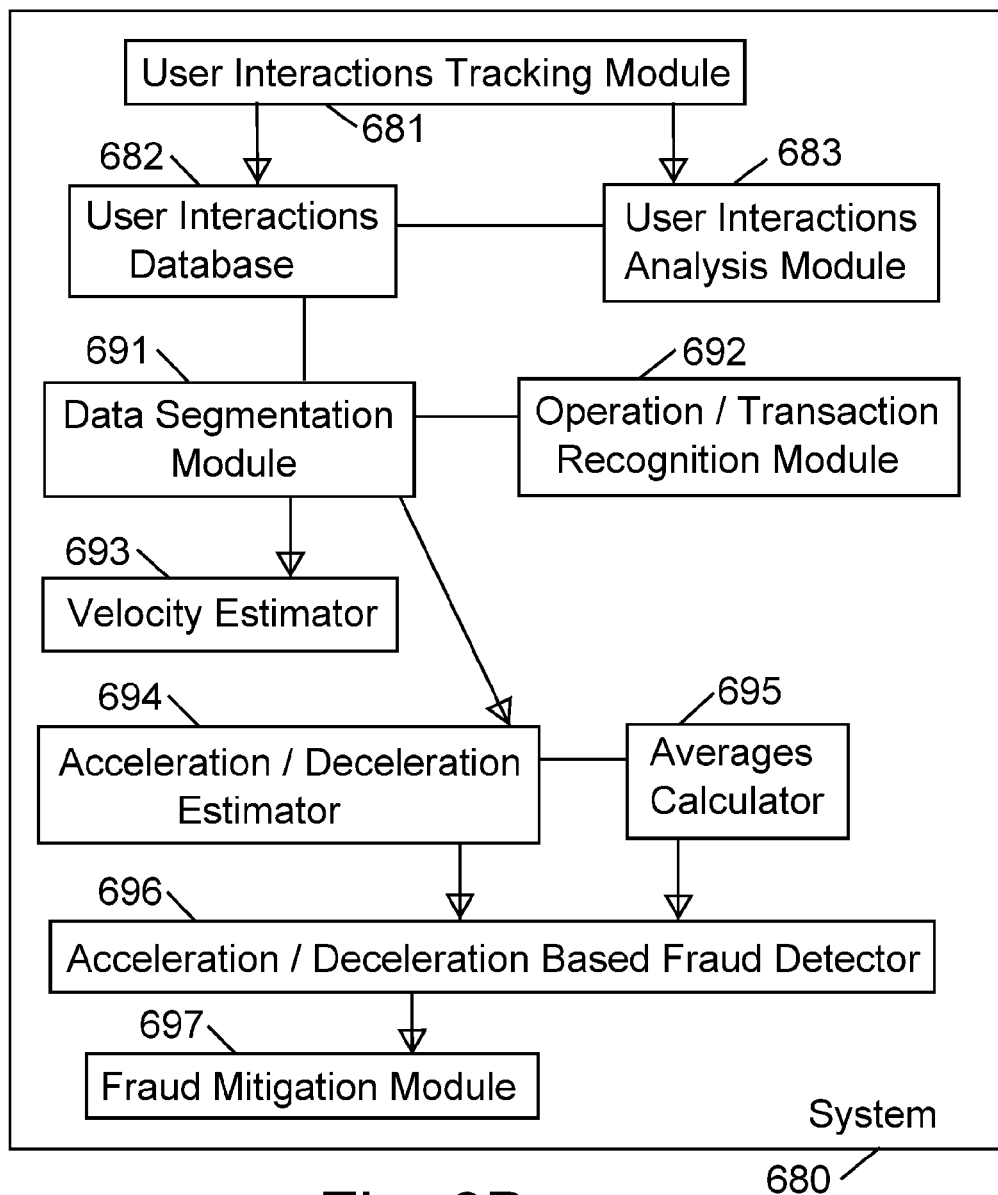 User Interactions Tracking Module
681
682
683
User Interactions
Database
User Interactions
Analysis Module
691
692
Data Segmentation
Module
Operation / Transaction
Recognition Module
693
Velocity Estimator
694
695
Acceleration / Deceleration
Estimator
Averages
Calculator
696
Acceleration / Deceleration Based Fraud Detector
697
Fraud Mitigation Module
System
680